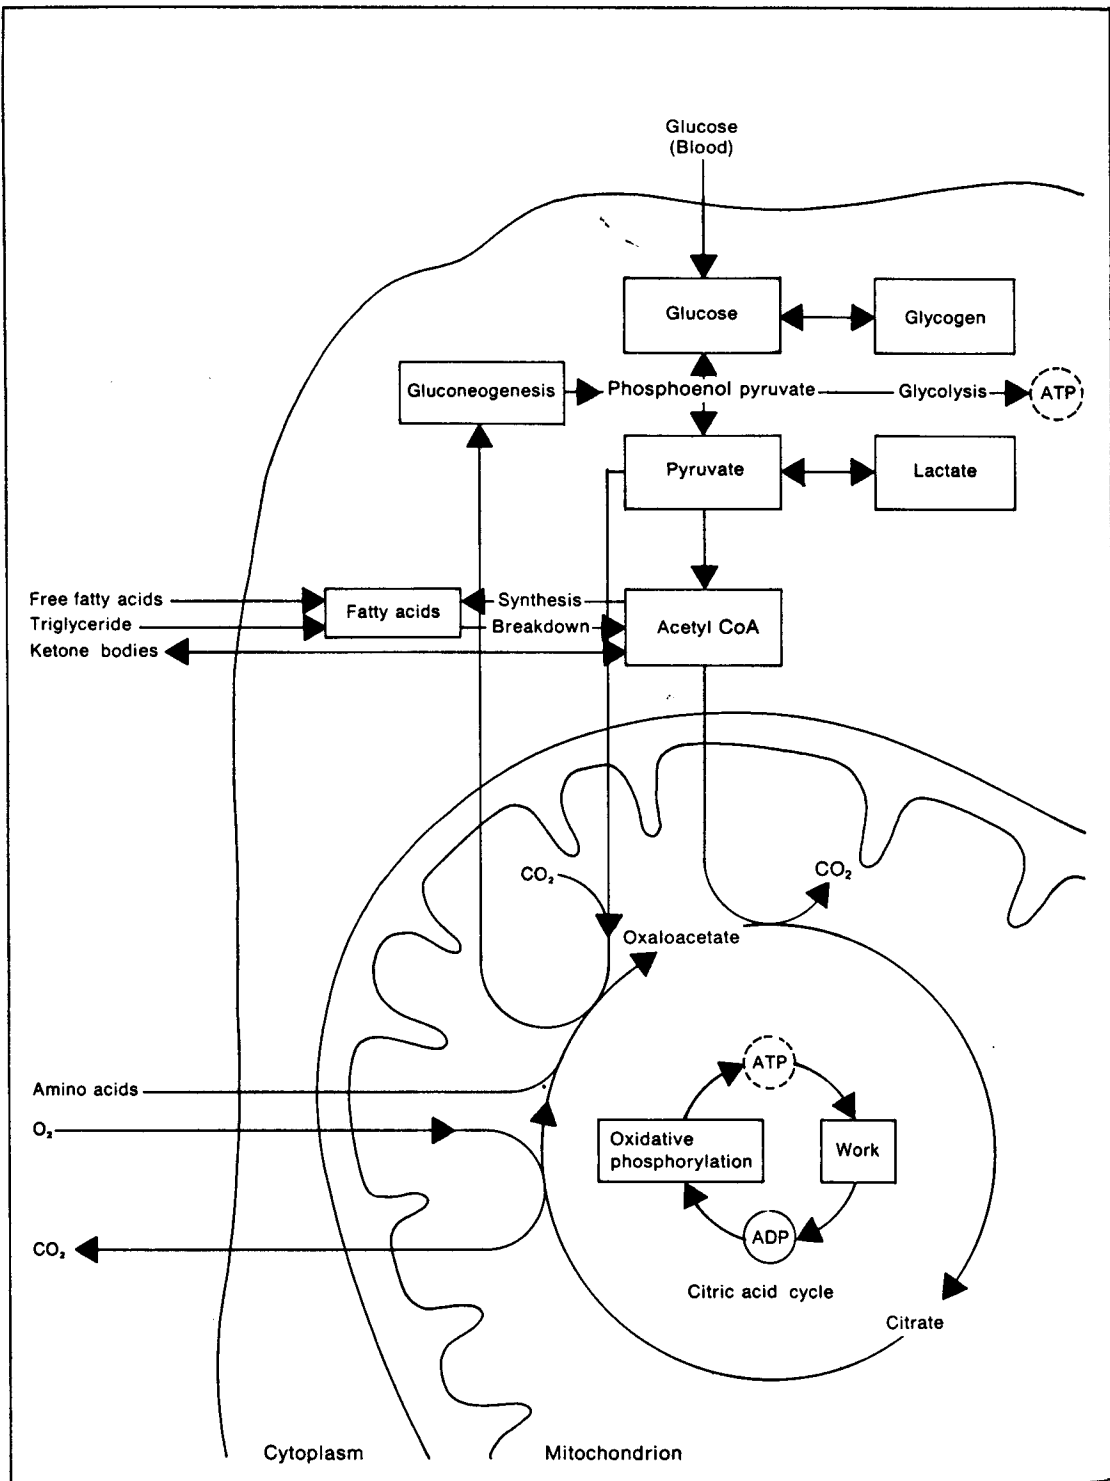 Glucose
(Blood)
Glucose
Glycogen
Gluconeogenesis
Phosphoenol pyruvate
Glycolysis
ATP
Pyruvate
Lactate
Free fatty acids
Triglyceride
Ketone bodies
Fatty acids
Synthesis
Breakdown
Acetyl CoA
CO₂
CO₂
Oxaloacetate
Amino acids
O₂
CO₂
ATP
Oxidative
phosphorylation
Work
ADP
Citric acid cycle
Citrate
Cytoplasm
Mitochondrion